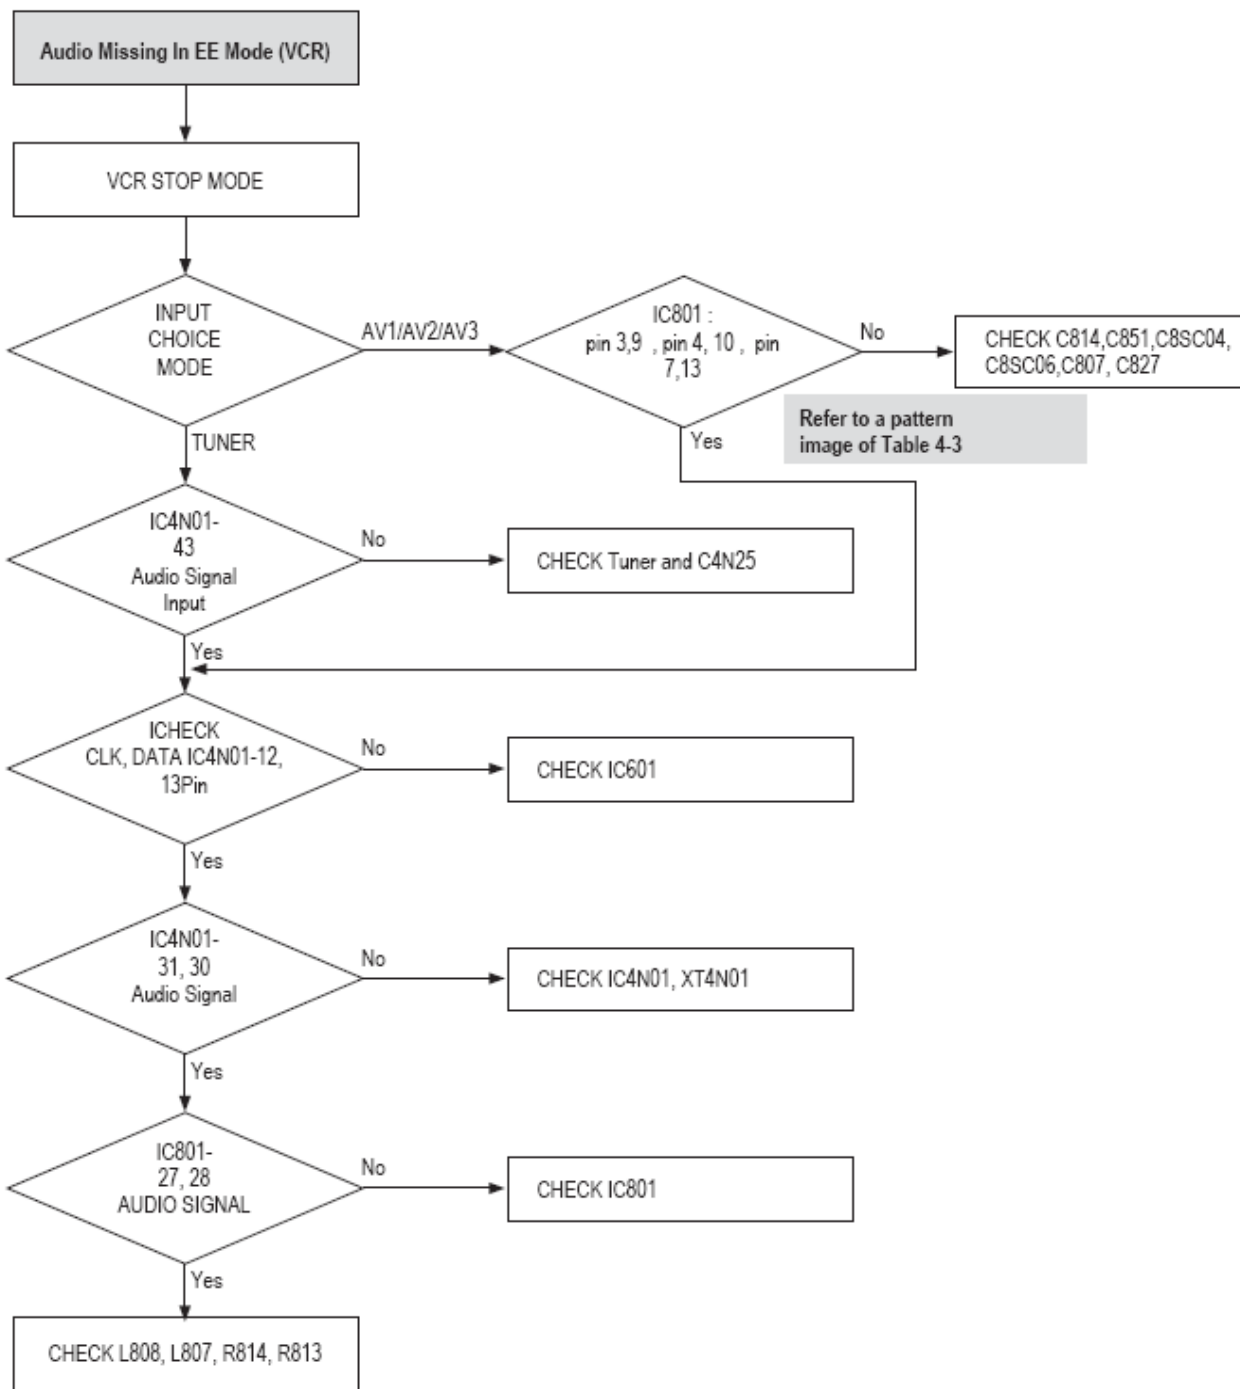 Audio Missing In EE Mode (VCR)
VCR STOP MODE
INPUT
CHOICE
MODE
AV1/AV2/AV3
IC801 :
pin 3,9 , pin 4, 10 , pin
7,13
No
CHECK C814,C851,C8SC04,
C8SC06,C807, C827
Refer to a pattern
image of Table 4-3
Yes
TUNER
IC4N01-
43
Audio Signal
Input
No
CHECK Tuner and C4N25
Yes
ICHECK
CLK, DATA IC4N01-12,
13Pin
No
CHECK IC601
Yes
IC4N01-
31, 30
Audio Signal
No
CHECK IC4N01, XT4N01
Yes
IC801-
27, 28
AUDIO SIGNAL
No
CHECK IC801
Yes
CHECK L808, L807, R814, R813